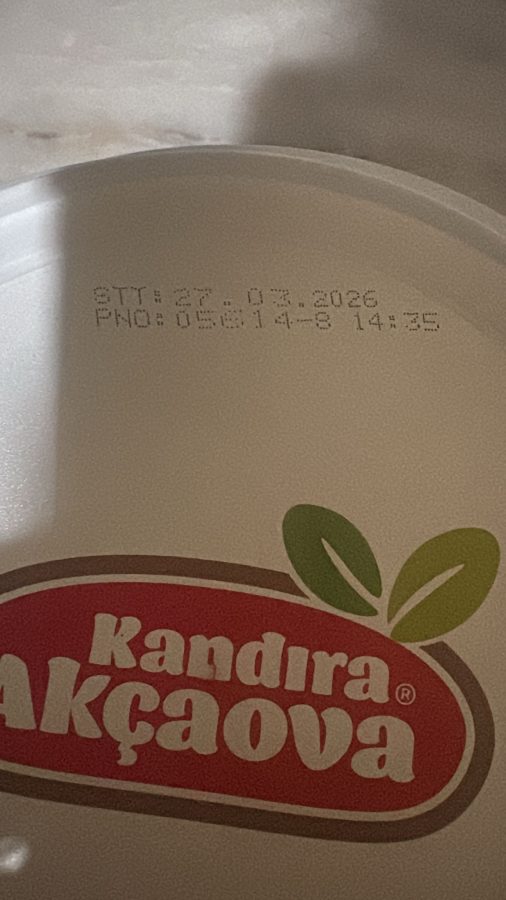 STT: 27.03.2026
PNO: 05614-8 14:35
Kandıra
Akçaova®